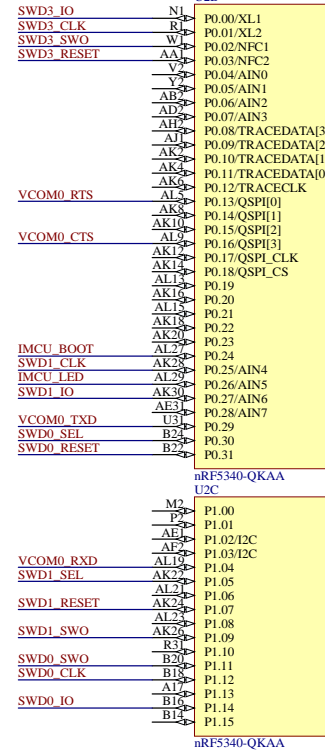 SWD3_IO N1 P0.00/XL1
SWD3_CLK R1 P0.01/XL2
SWD3_SWO W1 P0.02/NFC1
SWD3_RESET AA1 P0.03/NFC2
V2 P0.04/AIN0
Y2 P0.05/AIN1
AB2 P0.06/AIN2
AD2 P0.07/AIN3
AH2 P0.08/TRACEDATA[3
AJ1 P0.09/TRACEDATA[2
AK2 P0.10/TRACEDATA[1
AK4 P0.11/TRACEDATA[0
AK6 P0.12/TRACECLK
VCOM0_RTS AL5 P0.13/QSPI[0]
AK8 P0.14/QSPI[1]
AK10 P0.15/QSPI[2]
VCOM0_CTS AL9 P0.16/QSPI[3]
AK12 P0.17/QSPI_CLK
AK14 P0.18/QSPI_CS
AL13 P0.19
AK16 P0.20
AL15 P0.21
AK18 P0.22
AK20 P0.23
IMCU_BOOT AL27 P0.24
SWD1_CLK AK28 P0.25/AIN4
IMCU_LED AL29 P0.26/AIN5
SWD1_IO AK30 P0.27/AIN6
AE31 P0.28/AIN7
VCOM0_TXD U31 P0.29
SWD0_SEL B24 P0.30
SWD0_RESET B22 P0.31
nRF5340-QKAA
U2C
M2 P1.00
P2 P1.01
AE1 P1.02/I2C
AF2 P1.03/I2C
VCOM0_RXD AL19 P1.04
SWD1_SEL AK22 P1.05
AL21 P1.06
SWD1_RESET AK24 P1.07
AL23 P1.08
SWD1_SWO AK26 P1.09
R31 P1.10
SWD0_SWO B20 P1.11
SWD0_CLK B18 P1.12
A17 P1.13
SWD0_IO B16 P1.14
B14 P1.15
nRF5340-QKAA